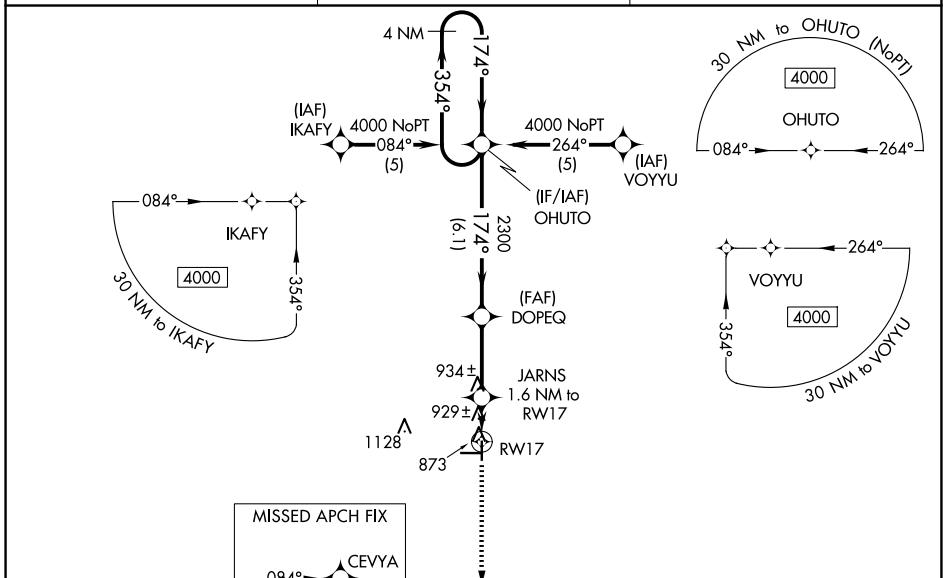 4 NM
174°
354°
(IAF)
IKAFY
4000 NoPT
084°
(5)
4000 NoPT
264°
(5)
(IAF)
VOYYU
(IF/IAF)
OHUTO
2300
174°
(6.1)
(FAF)
DOPEQ
934±
JARNS
1.6 NM to
RW17
929±
1128
873
RW17
30 NM to OHUTO (NoPT)
4000
OHUTO
084°
264°
084°
IKAFY
4000
354°
30 NM to IKAFY
264°
VOYYU
4000
354°
30 NM to VOYYU
MISSED APCH FIX
CEVYA
084°